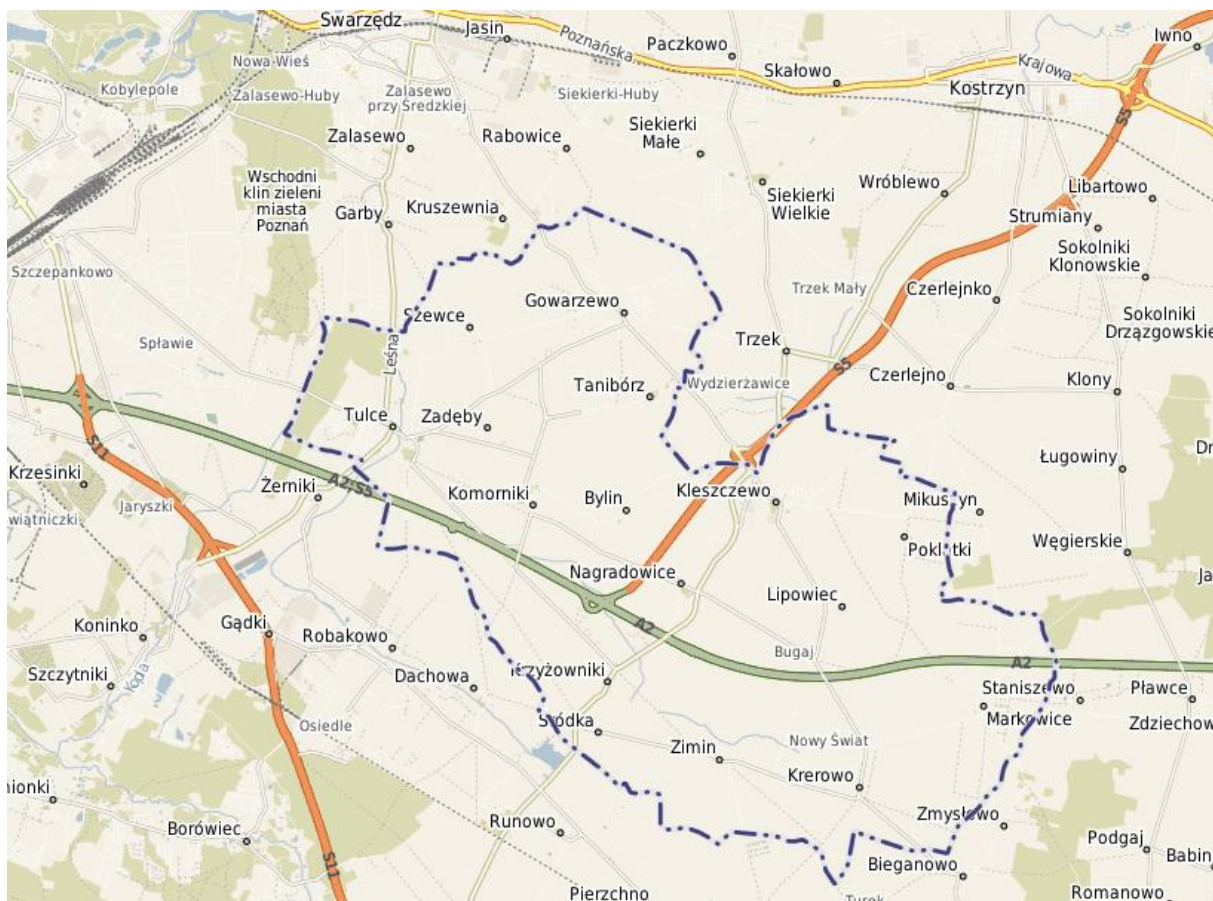 Swarzędz
Jasin
Poznańska
Paczkowo
Skałowo
Krajowa
Iwno
Nowa-Wieś
Kobylepole
Zalasewo-Huby
Zalasewo
przy Średzkiej
Siekierki-Huby
Kostrzyn
S5
Zalasewo
Rabowice
Siekierki
Małe
Wschodni
klin zieleni
miasta
Poznań
Garby
Kruszewnia
Siekierki
Wielkie
Wróblewo
Libartowo
Strumiany
Sokolniki
Klonowskie
Szczepankowo
Gowarzewo
Trzek Mały
Czerlejnko
Szewce
Sokolniki
Drzązgowskie
Spławie
Leśna
Trzek
S5
Tanibórz
Wydzierżawice
Czerlejno
Klony
Tulce
Zadęby
S11
Krzesinki
Żerniki
A2;S5
Komorniki
Bylin
Kleszczewo
Ługowiny
Mikuszyn
Jaryszki
Poklatki
Węgierskie
Nagradowice
Lipowiec
A2
Koninko
Gądki
Robakowo
Bugaj
A2
Szczytniki
Dachowa
Krzyżowniki
Staniszewo
Pławce
Markowice
Osiedle
Śródka
Zimin
Nowy Świat
Krerowo
Borówiec
Runowo
Zmysłowo
Podgaj
S11
Bieganowo
Pierzchno
Romanowo